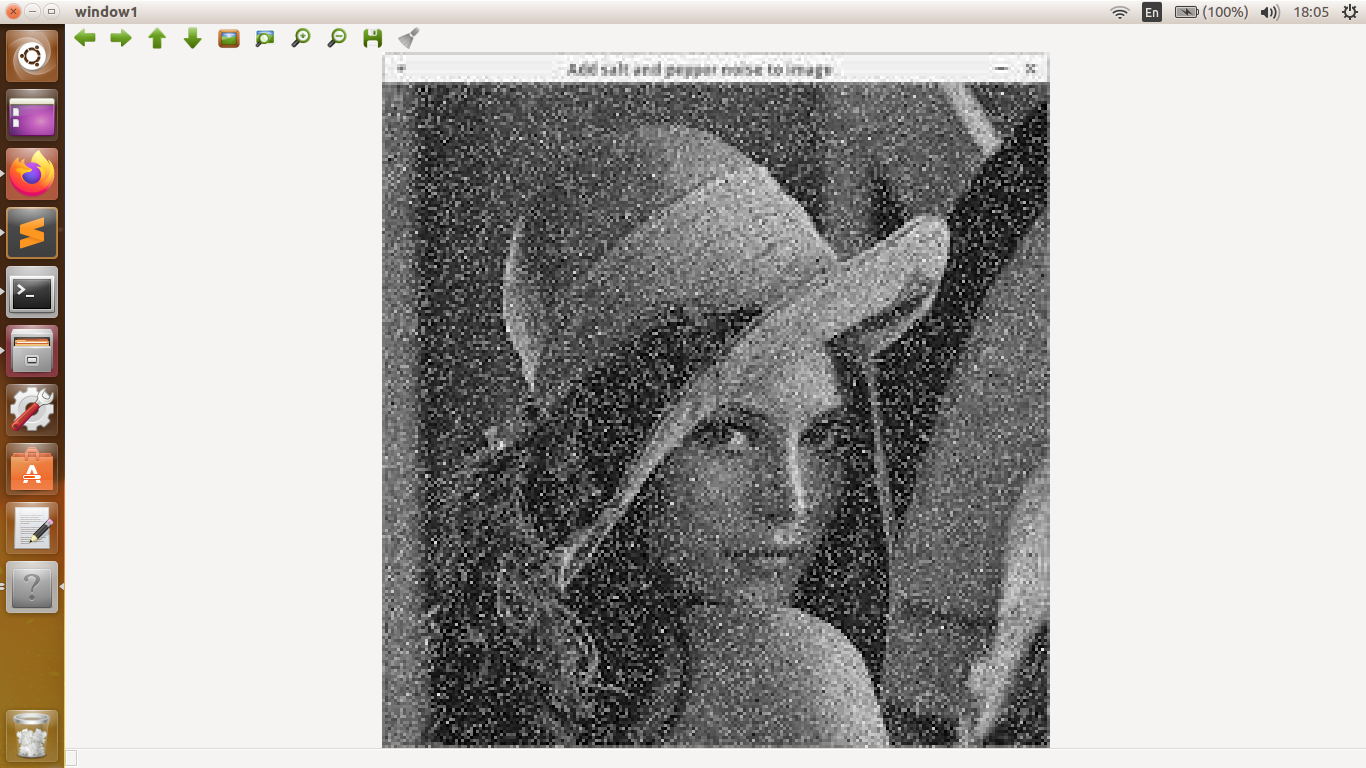 window1
En
(100%)
18:05
Add salt and pepper noise to image